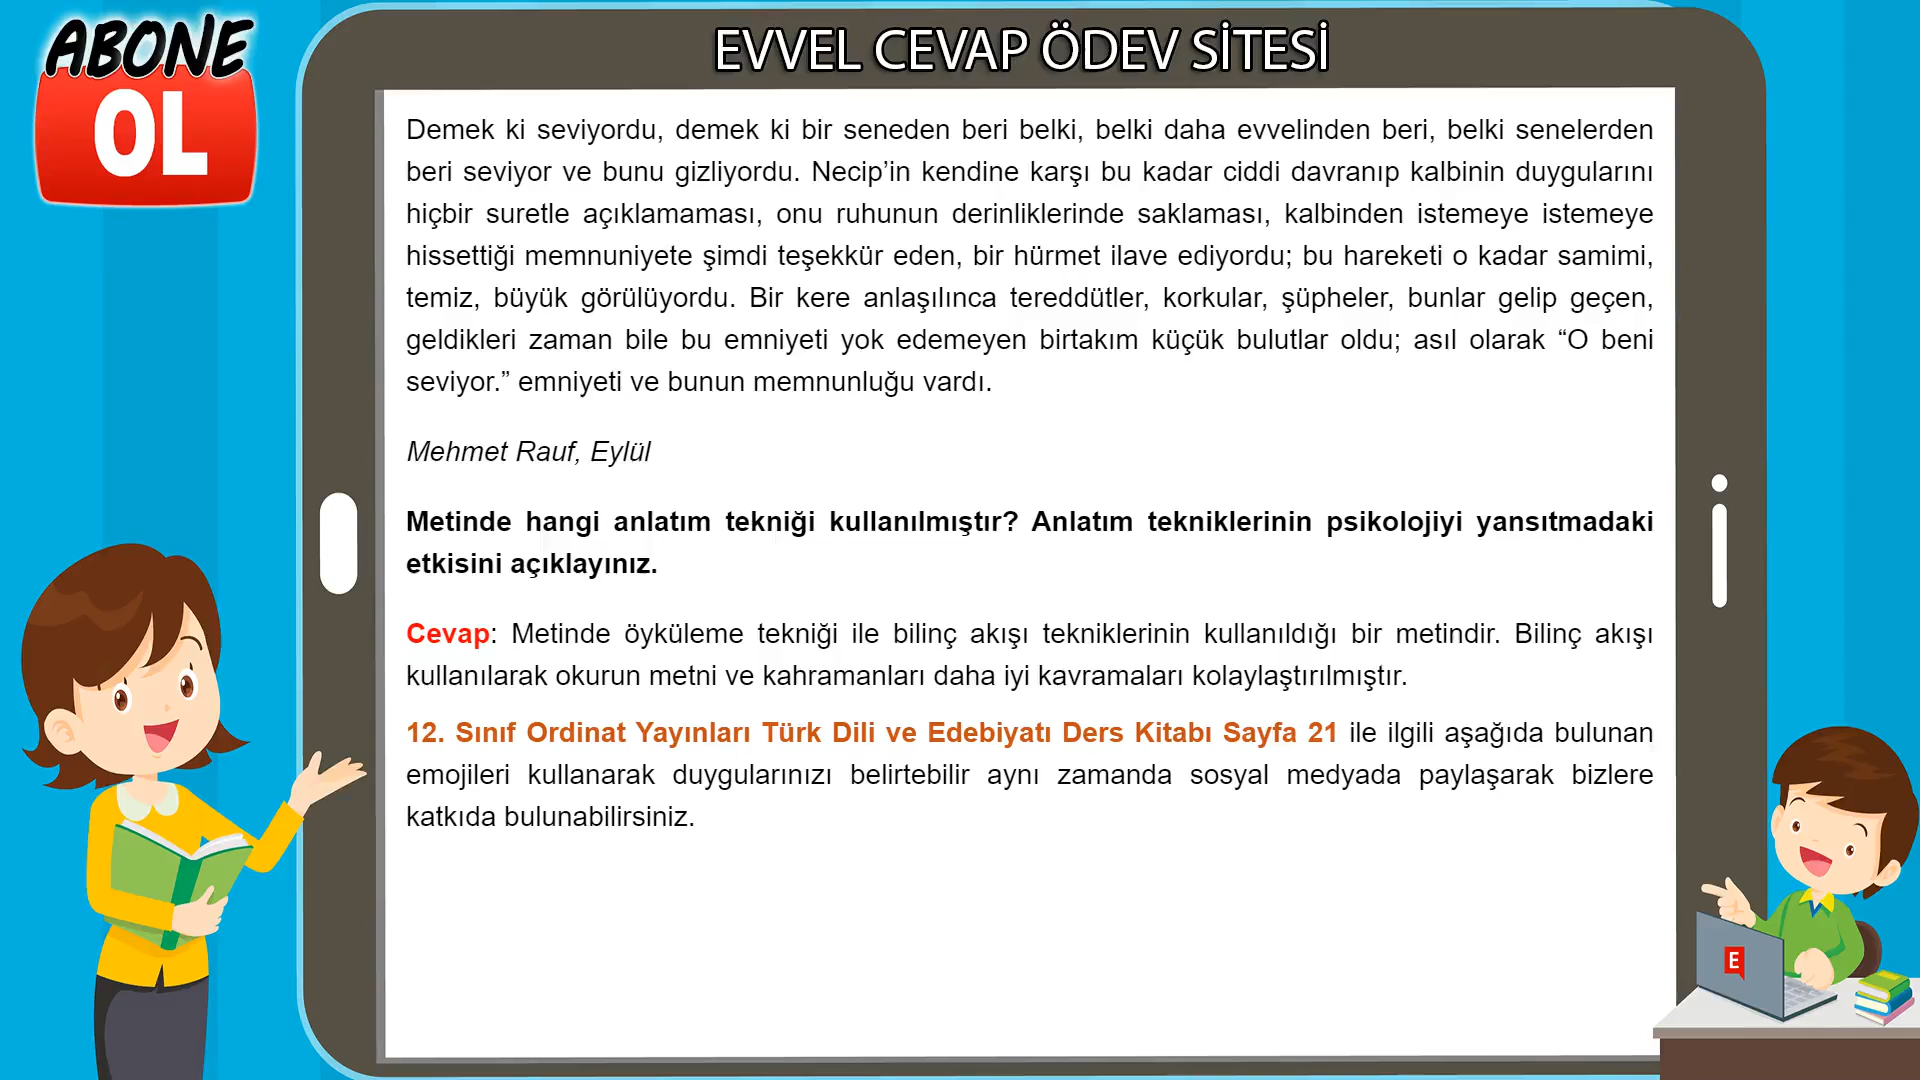 ABONE
OL
EVVEL CEVAP ÖDEV SİTESİ
Demek ki seviyordu, demek ki bir seneden beri belki, belki daha evvelinden beri, belki senelerden
beri seviyor ve bunu gizliyordu. Necip’in kendine karşı bu kadar ciddi davranıp kalbinin duygularını
hiçbir suretle açıklamaması, onu ruhunun derinliklerinde saklaması, kalbinden istemeye istemeye
hissettiği memnuniyete şimdi teşekkür eden, bir hürmet ilave ediyordu; bu hareketi o kadar samimi,
temiz, büyük görülüyordu. Bir kere anlaşılınca tereddütler, korkular, şüpheler, bunlar gelip geçen,
geldikleri zaman bile bu emniyeti yok edemeyen birtakım küçük bulutlar oldu; asıl olarak “O beni
seviyor.” emniyeti ve bunun memnunluğu vardı.
Mehmet Rauf, Eylül
Metinde hangi anlatım tekniği kullanılmıştır? Anlatım tekniklerinin psikolojiyi yansıtmadaki
etkisini açıklayınız.
Cevap: Metinde öyküleme tekniği ile bilinç akışı tekniklerinin kullanıldığı bir metindir. Bilinç akışı
kullanılarak okurun metni ve kahramanları daha iyi kavramaları kolaylaştırılmıştır.
12. Sınıf Ordinat Yayınları Türk Dili ve Edebiyatı Ders Kitabı Sayfa 21 ile ilgili aşağıda bulunan
emojileri kullanarak duygularınızı belirtebilir aynı zamanda sosyal medyada paylaşarak bizlere
katkıda bulunabilirsiniz.
E